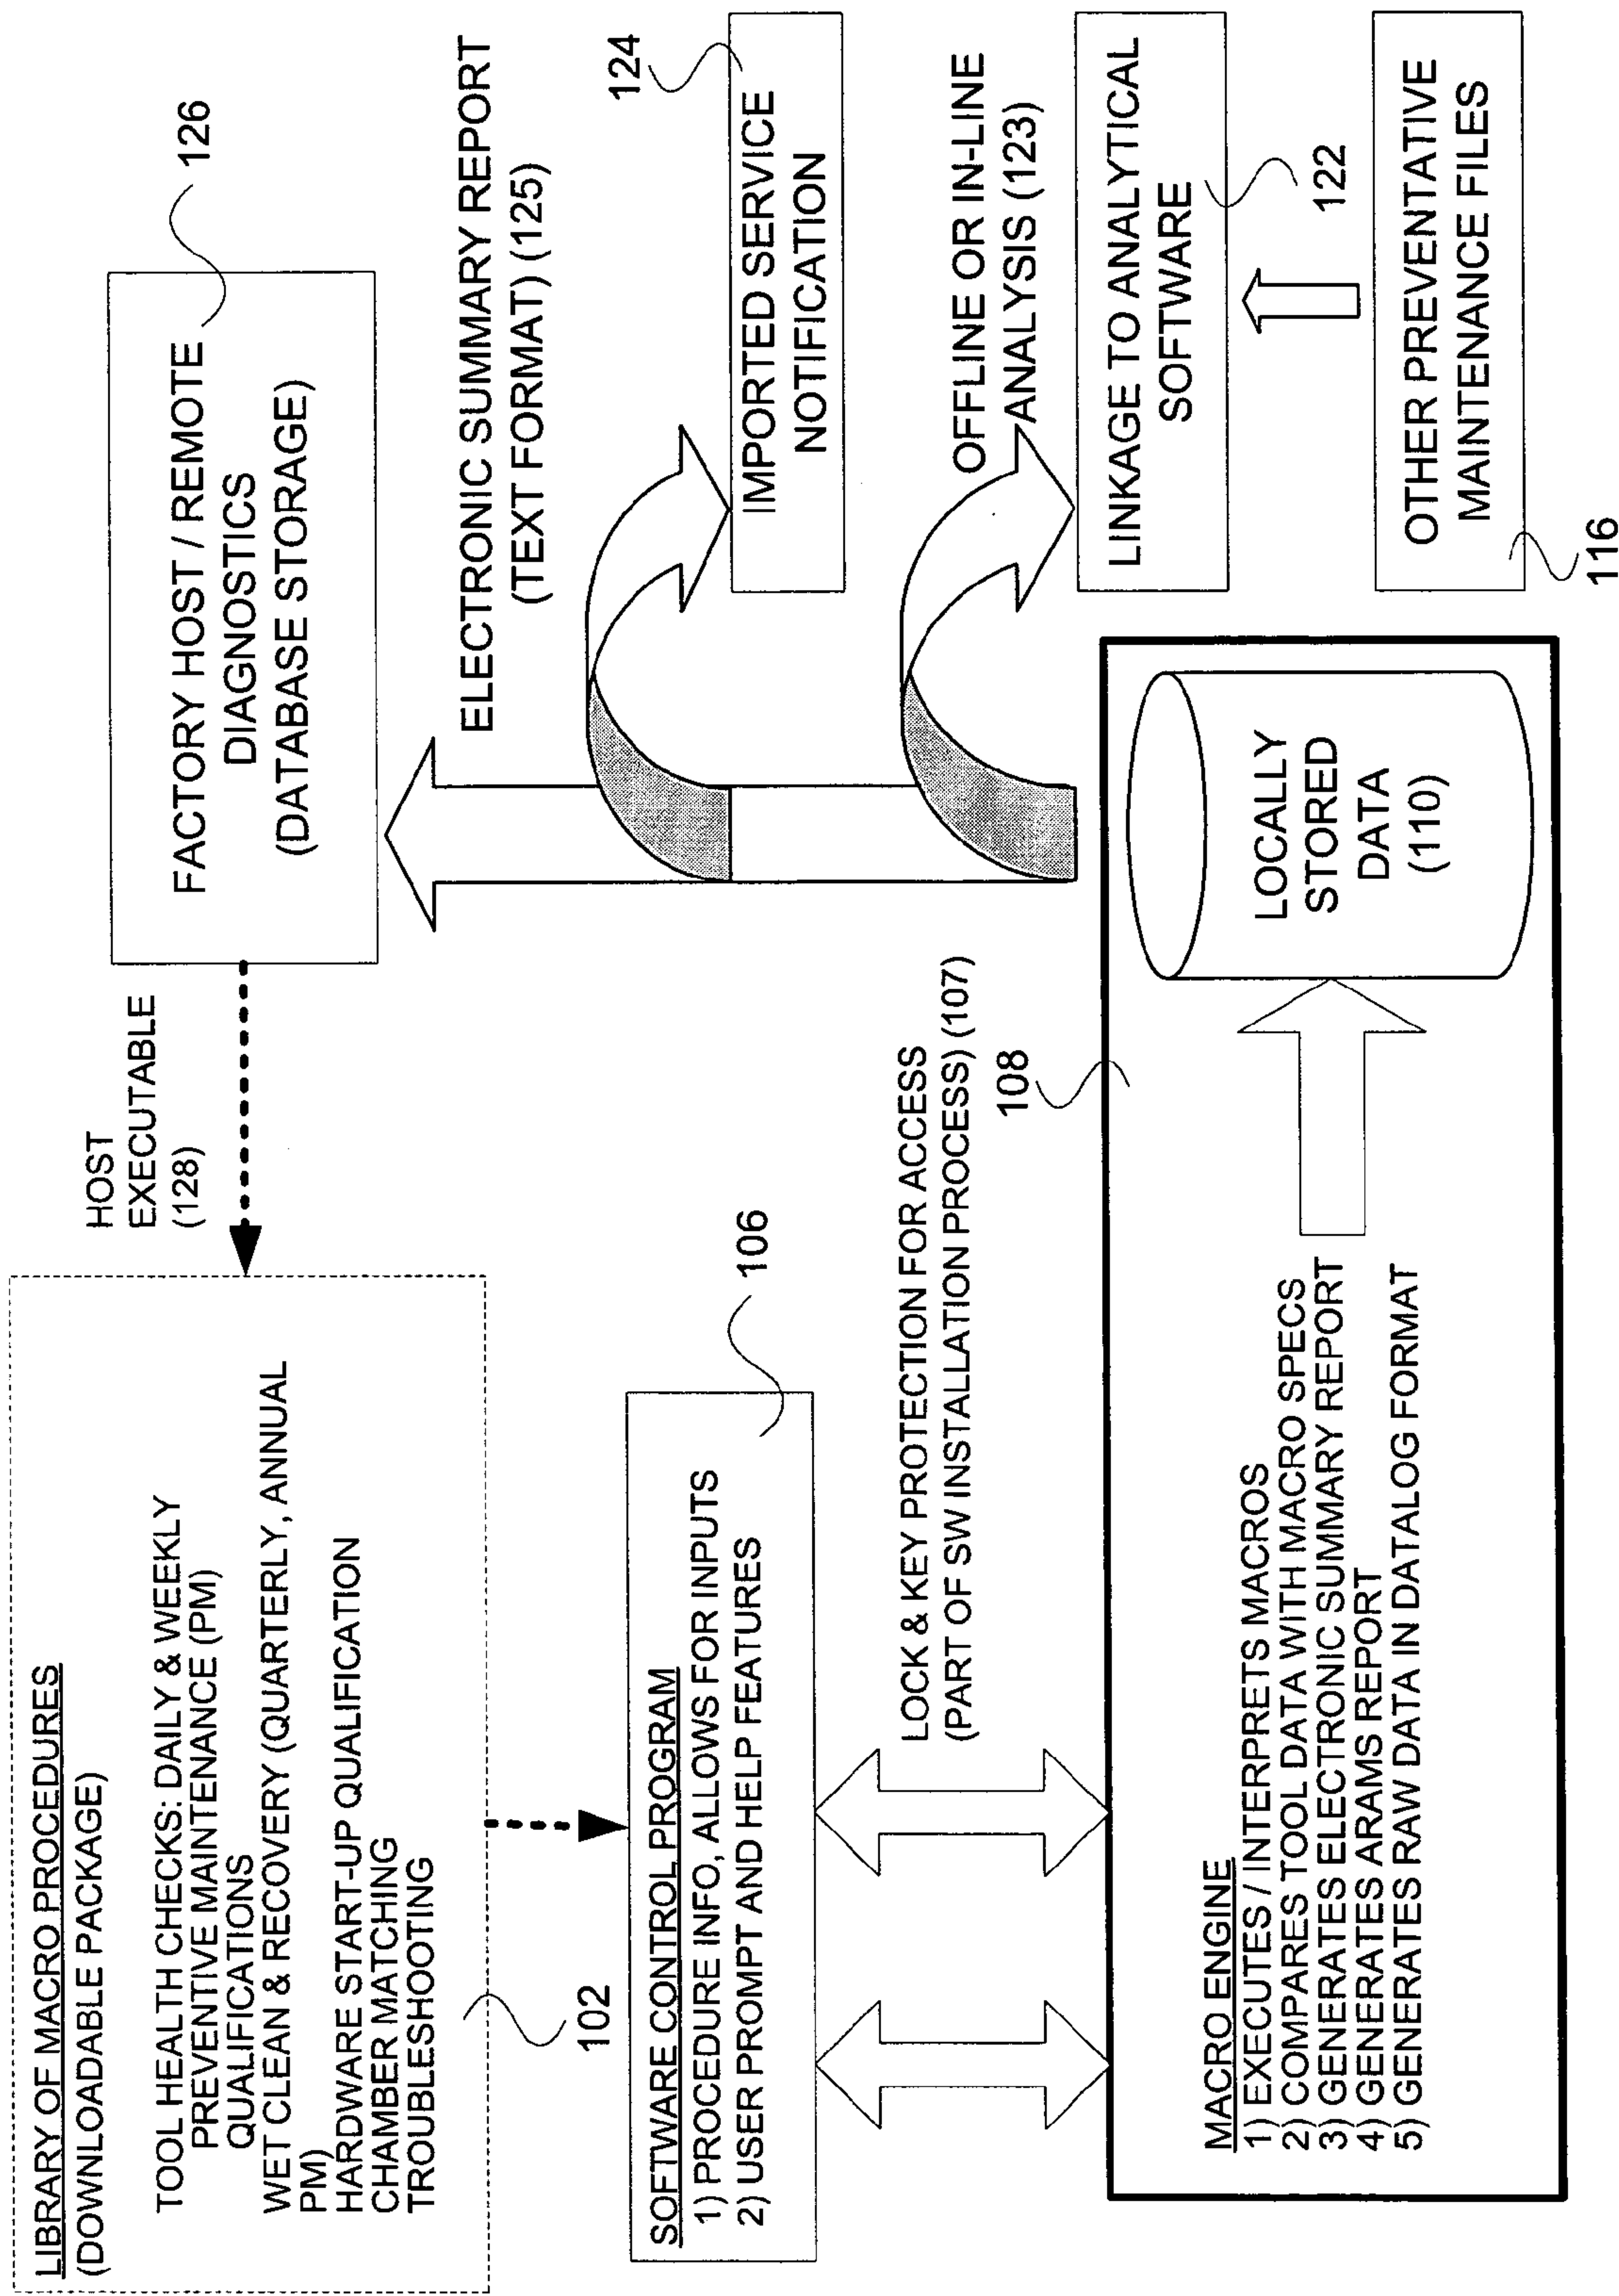 LIBRARY OF MACRO PROCEDURES
(DOWNLOADABLE PACKAGE)
TOOL HEALTH CHECKS: DAILY & WEEKLY
PREVENTIVE MAINTENANCE (PM)
QUALIFICATIONS
WET CLEAN & RECOVERY (QUARTERLY, ANNUAL
PM)
HARDWARE START-UP QUALIFICATION
CHAMBER MATCHING
TROUBLESHOOTING
102
HOST
EXECUTABLE
(128)
FACTORY HOST / REMOTE
DIAGNOSTICS
(DATABASE STORAGE)
126
SOFTWARE CONTROL PROGRAM
1) PROCEDURE INFO, ALLOWS FOR INPUTS
2) USER PROMPT AND HELP FEATURES
106
ELECTRONIC SUMMARY REPORT
(TEXT FORMAT) (125)
124
IMPORTED SERVICE
NOTIFICATION
LOCK & KEY PROTECTION FOR ACCESS
(PART OF SW INSTALLATION PROCESS) (107)
108
OFFLINE OR IN-LINE
ANALYSIS (123)
LINKAGE TO ANALYTICAL
SOFTWARE
122
MACRO ENGINE
1) EXECUTES / INTERPRETS MACROS
2) COMPARES TOOL DATA WITH MACRO SPECS
3) GENERATES ELECTRONIC SUMMARY REPORT
4) GENERATES ARAMS REPORT
5) GENERATES RAW DATA IN DATALOG FORMAT
LOCALLY
STORED
DATA
(110)
OTHER PREVENTATIVE
MAINTENANCE FILES
116